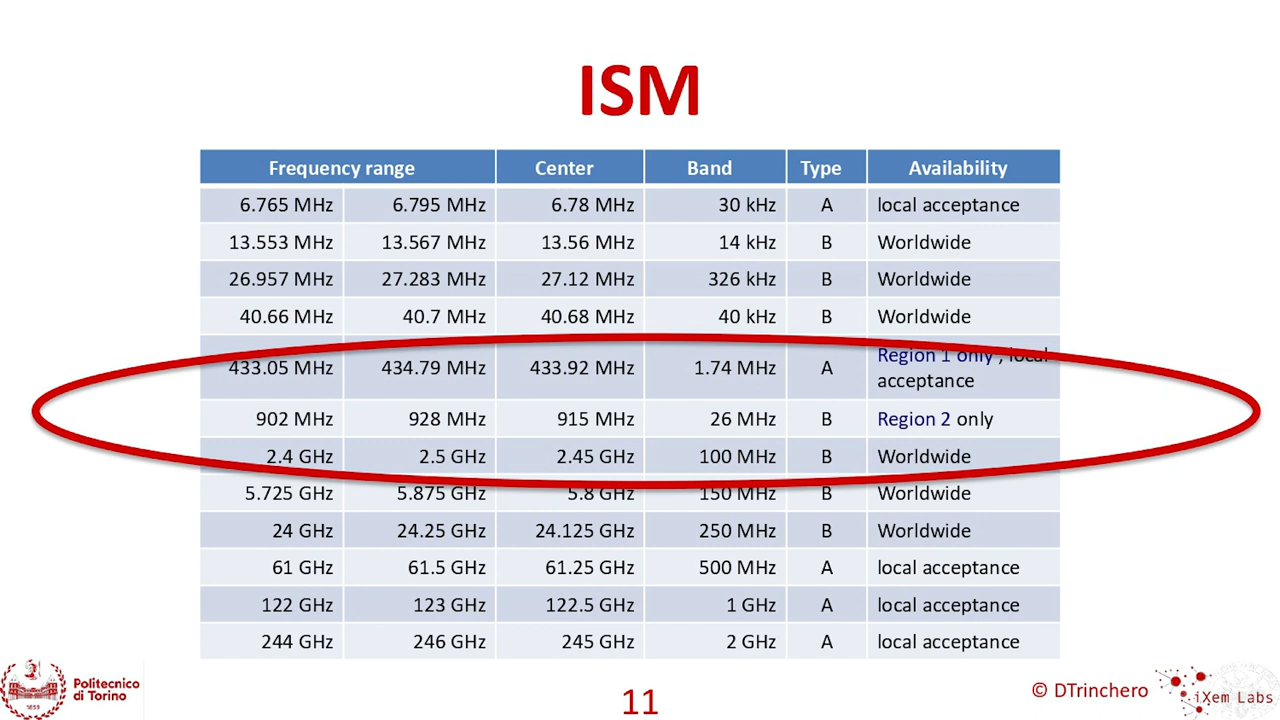 ISM
Frequency range Center Band Type Availability
6.765 MHz 6.795 MHz 6.78 MHz 30 kHz A local acceptance
13.553 MHz 13.567 MHz 13.56 MHz 14 kHz B Worldwide
26.957 MHz 27.283 MHz 27.12 MHz 326 kHz B Worldwide
40.66 MHz 40.7 MHz 40.68 MHz 40 kHz B Worldwide
433.05 MHz 434.79 MHz 433.92 MHz 1.74 MHz A Region 1 only , local
acceptance
902 MHz 928 MHz 915 MHz 26 MHz B Region 2 only
2.4 GHz 2.5 GHz 2.45 GHz 100 MHz B Worldwide
5.725 GHz 5.875 GHz 5.8 GHz 150 MHz B Worldwide
24 GHz 24.25 GHz 24.125 GHz 250 MHz B Worldwide
61 GHz 61.5 GHz 61.25 GHz 500 MHz A local acceptance
122 GHz 123 GHz 122.5 GHz 1 GHz A local acceptance
244 GHz 246 GHz 245 GHz 2 GHz A local acceptance
1859
Politecnico
di Torino
11
© DTrinchero
iXem Labs